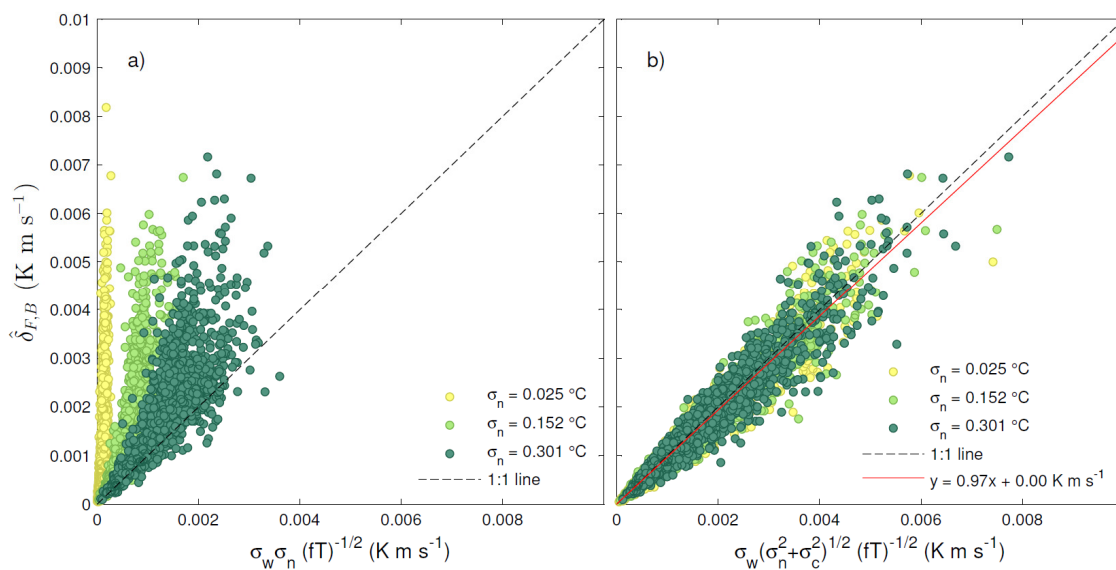 0.01
0.009
0.008
0.007
0.006
0.005
0.004
0.003
0.002
0.001
0
δ̂F,B (K m s−1)
a)
σn = 0.025 °C
σn = 0.152 °C
σn = 0.301 °C
1:1 line
0 0.002 0.004 0.006 0.008
σwσn (fT)-1/2 (K m s-1)
b)
σn = 0.025 °C
σn = 0.152 °C
σn = 0.301 °C
1:1 line
y = 0.97x + 0.00 K m s-1
0 0.002 0.004 0.006 0.008
σw(σn2+σc2)1/2 (fT)-1/2 (K m s-1)